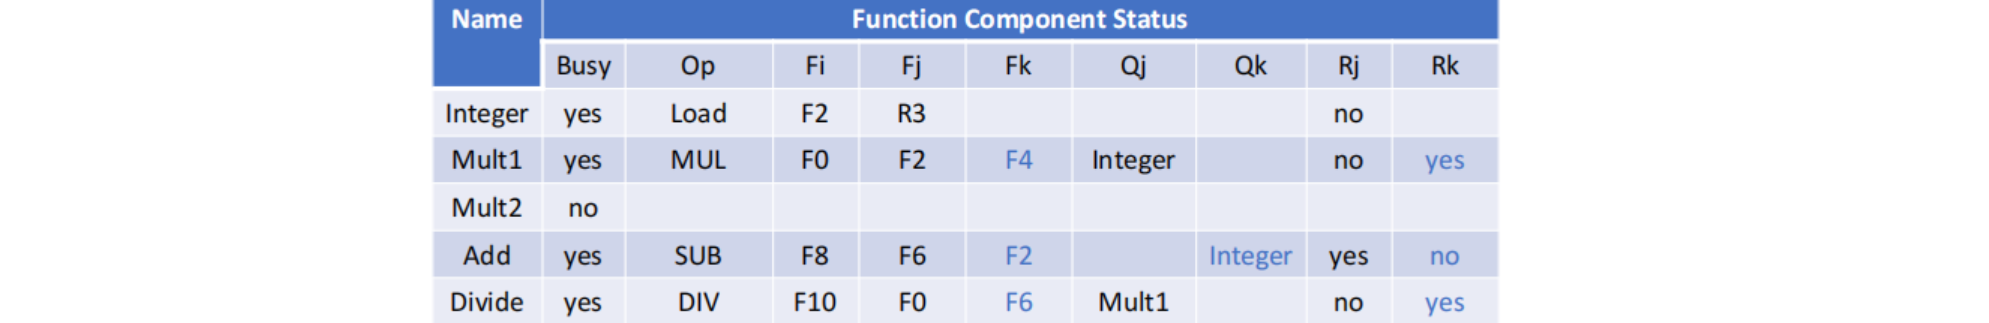 Name Function Component Status
Busy Op Fi Fj Fk Qj Qk Rj Rk
Integer yes Load F2 R3 no
Mult1 yes MUL F0 F2 F4 Integer no yes
Mult2 no
Add yes SUB F8 F6 F2 Integer yes no
Divide yes DIV F10 F0 F6 Mult1 no yes